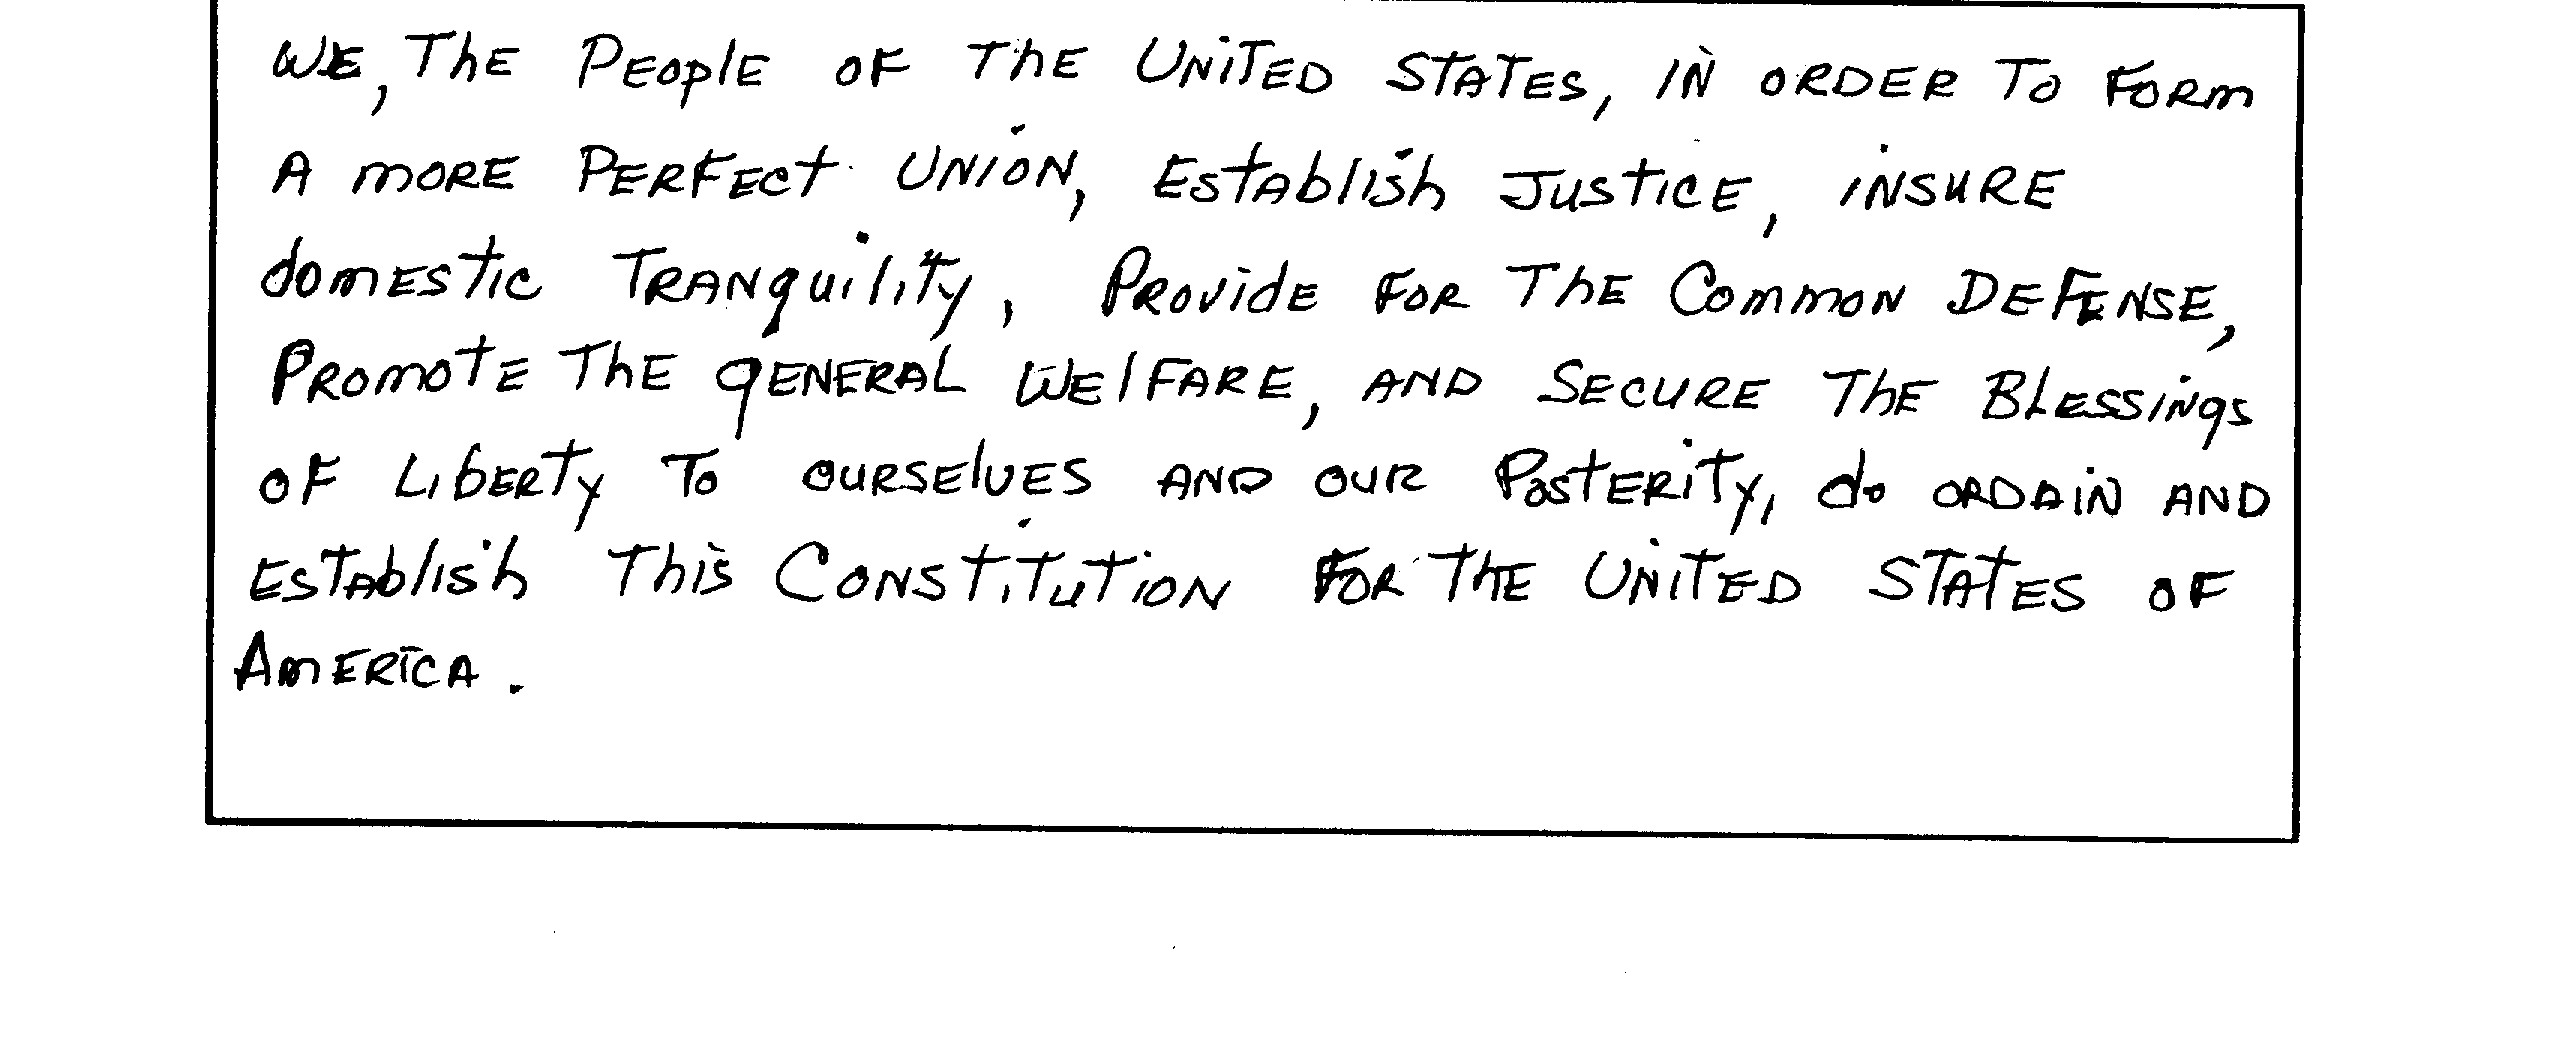 WE, The People of the United States, in order to form
a more perfect Union, establish Justice, insure
domestic Tranquility, Provide for the Common Defense,
Promote the general Welfare, and Secure the Blessings
of Liberty to ourselves and our Posterity, do ordain and
establish this Constitution for the United States of
America.